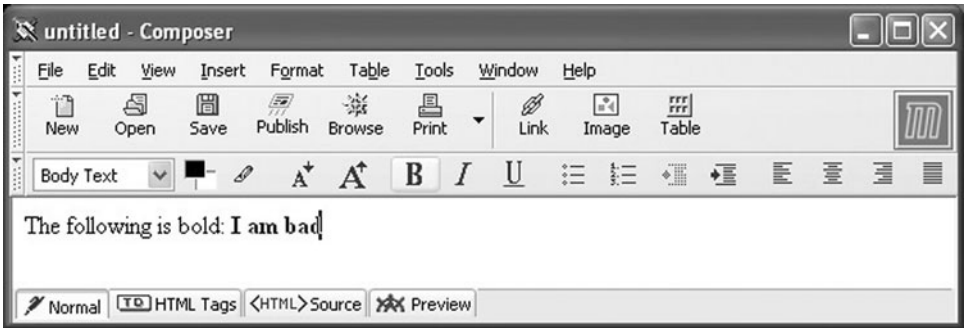 untitled - Composer
File Edit View Insert Format Table Tools Window Help
New Open Save Publish Browse Print Link Image Table
Body Text B I U
The following is bold: I am bad
Normal TD HTML Tags <HTML> Source Preview